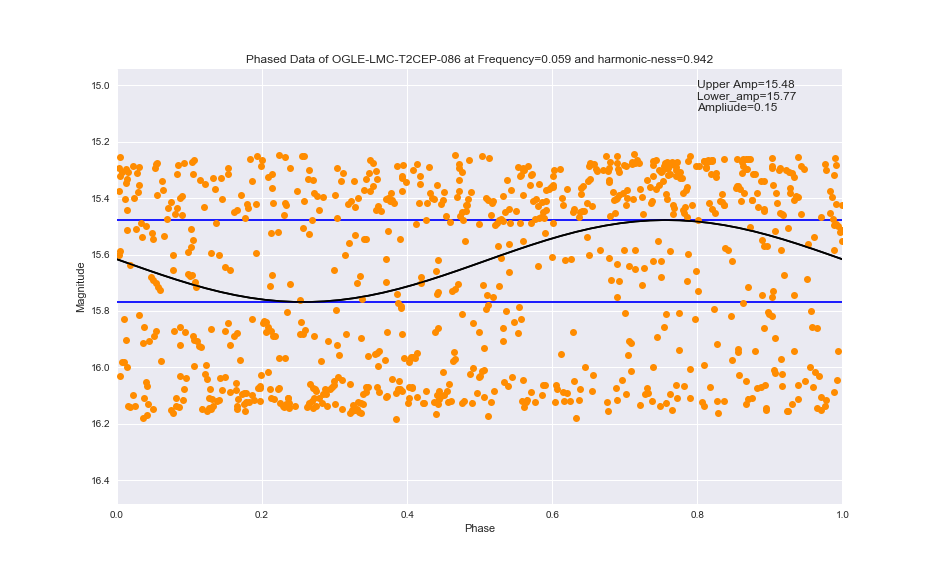 Phased Data of OGLE-LMC-T2CEP-086 at Frequency=0.059 and harmonic-ness=0.942
Upper Amp=15.48
Lower_amp=15.77
Ampliude=0.15
15.0
15.2
15.4
15.6
15.8
16.0
16.2
16.4
Magnitude
0.0 0.2 0.4 0.6 0.8 1.0
Phase